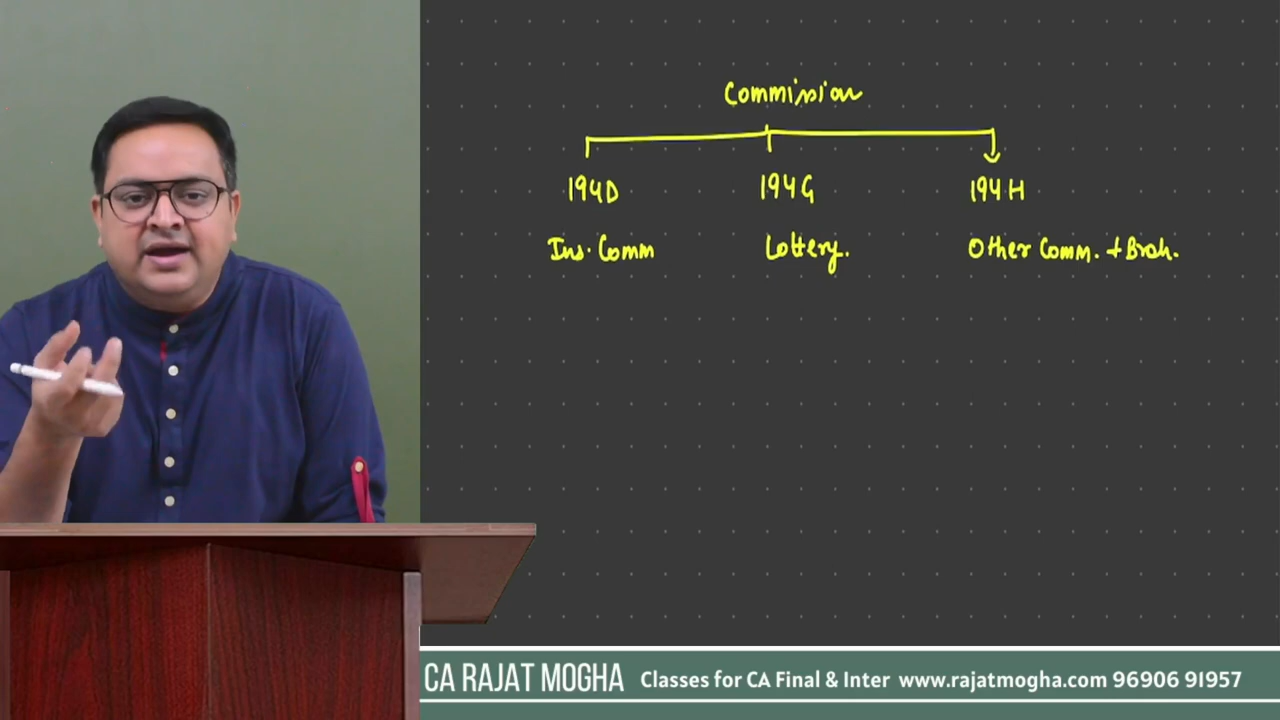 Commission
194D 194G 194H
Ins. Comm Lottery. Other Comm. + Brok.
CA RAJAT MOGHA Classes for CA Final & Inter www.rajatmogha.com 96906 91957